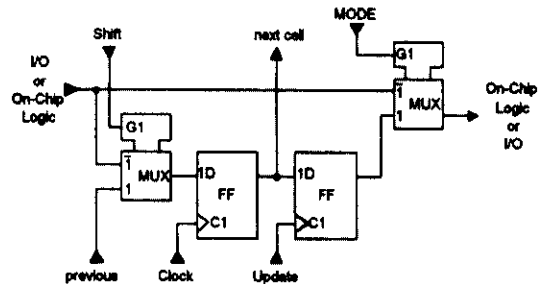 MODE
Shift
next cell
G1
I/O
or
On-Chip
Logic
1
MUX
1
On-Chip
Logic
or
I/O
G1
1
MUX
1
1D
FF
C1
1D
FF
C1
previous
Clock
Update